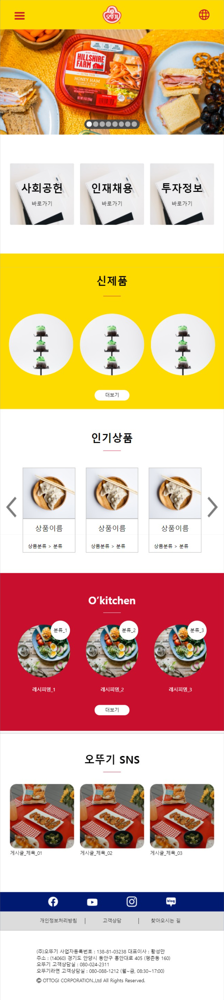 오뚜기
HILLSHIRE
FARM
ULTRA THIN
HONEY HAM
NET WT. 9 OZ (255g)
사회공헌 인재채용 투자정보
바로가기 바로가기 바로가기
신제품
더보기
인기상품
상품이름 상품이름 상품이름
상품분류 > 분류 상품분류 > 분류 상품분류 > 분류
O’kitchen
분류_1 분류_2 분류_3
레시피명_1 레시피명_2 레시피명_3
더보기
오뚜기 SNS
게시글_제목_01 게시글_제목_02 게시글_제목_03
blog
개인정보처리방침 | 고객상담 | 찾아오시는 길
(주)오뚜기 사업자등록번호 : 138-81-03238 대표이사 : 황성만
주소 : (14060) 경기도 안양시 동안구 흥안대로 405 (평촌동 160)
오뚜기 고객상담실 : 080-024-2311
오뚜기라면 고객상담실 : 080-088-1212 (월~금, 08:30~17:00)
© OTTOGI CORPORATION.,Ltd All Rights Reserved.